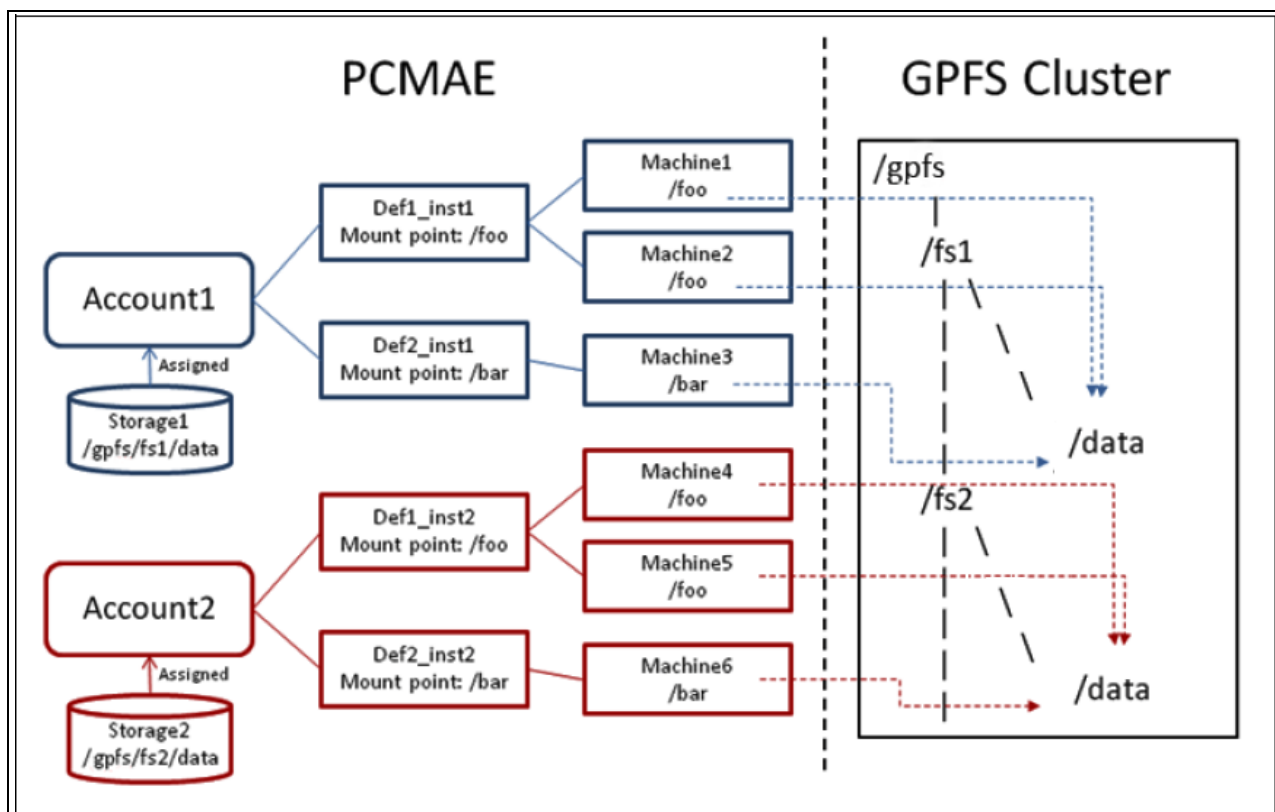 PCMAE
GPFS Cluster
Account1
Assigned
Storage1
/gpfs/fs1/data
Def1_inst1
Mount point: /foo
Def2_inst1
Mount point: /bar
Machine1
/foo
Machine2
/foo
Machine3
/bar
Account2
Assigned
Storage2
/gpfs/fs2/data
Def1_inst2
Mount point: /foo
Def2_inst2
Mount point: /bar
Machine4
/foo
Machine5
/foo
Machine6
/bar
/gpfs
/fs1
/data
/fs2
/data